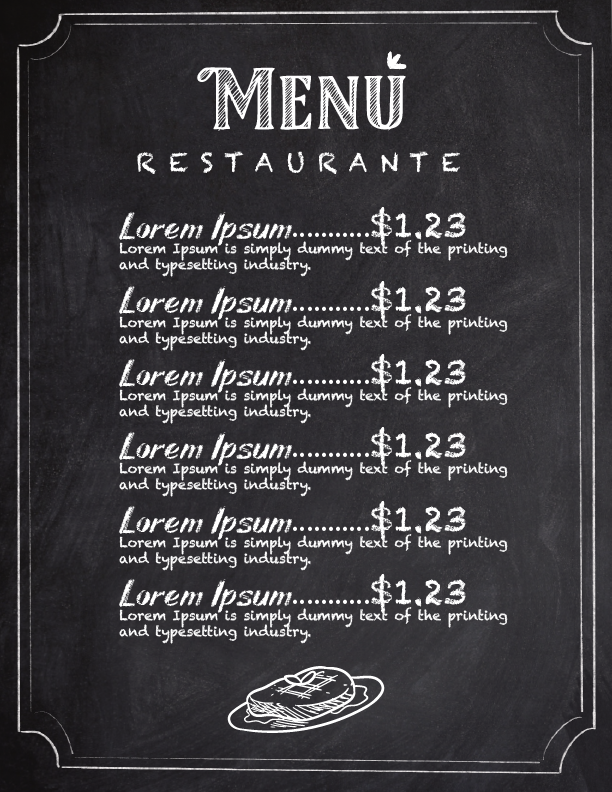 MENÚ
RESTAURANTE
Lorem Ipsum...........$1.23
Lorem Ipsum is simply dummy text of the printing
and typesetting industry.
Lorem Ipsum...........$1.23
Lorem Ipsum is simply dummy text of the printing
and typesetting industry.
Lorem Ipsum...........$1.23
Lorem Ipsum is simply dummy text of the printing
and typesetting industry.
Lorem Ipsum...........$1.23
Lorem Ipsum is simply dummy text of the printing
and typesetting industry.
Lorem Ipsum...........$1.23
Lorem Ipsum is simply dummy text of the printing
and typesetting industry.
Lorem Ipsum...........$1.23
Lorem Ipsum is simply dummy text of the printing
and typesetting industry.